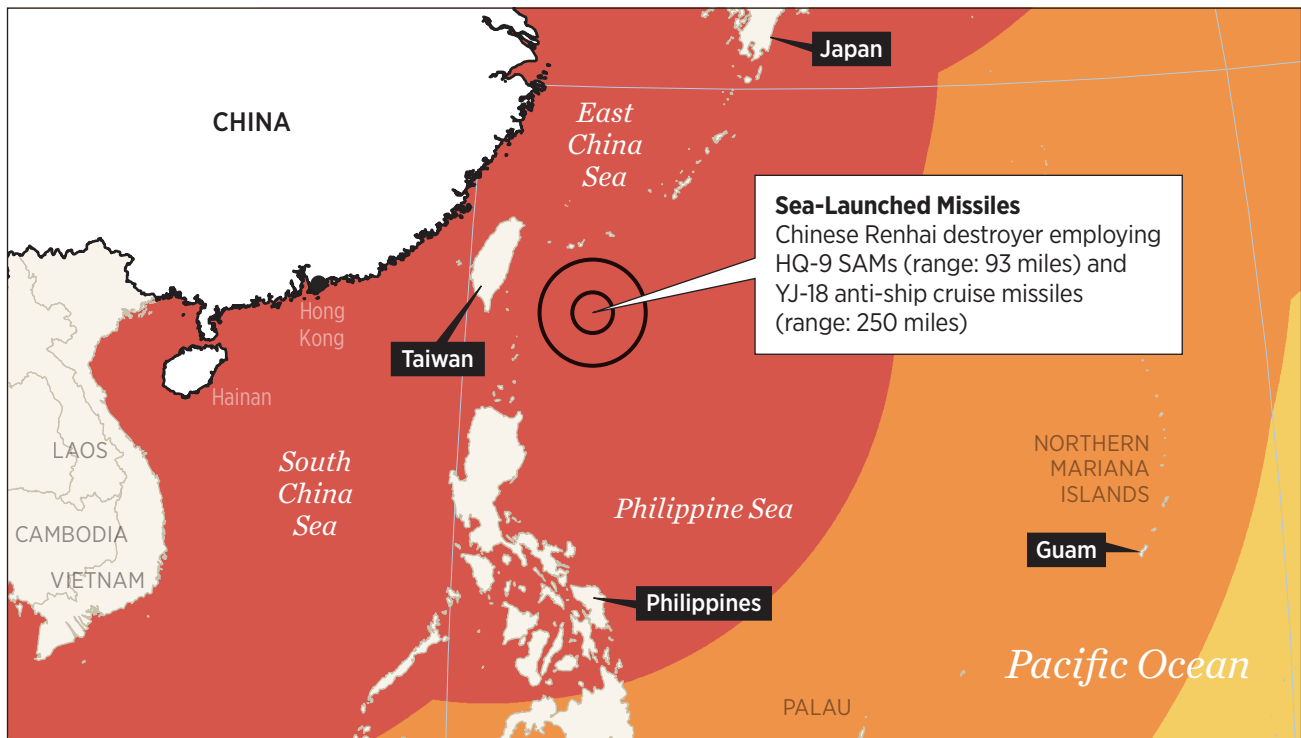 Japan
CHINA
East
China
Sea
Sea-Launched Missiles
Chinese Renhai destroyer employing
HQ-9 SAMs (range: 93 miles) and
YJ-18 anti-ship cruise missiles
(range: 250 miles)
Hong
Kong
Taiwan
Hainan
LAOS
South
China
Sea
NORTHERN
MARIANA
ISLANDS
Philippine Sea
CAMBODIA
Guam
VIETNAM
Philippines
Pacific Ocean
PALAU